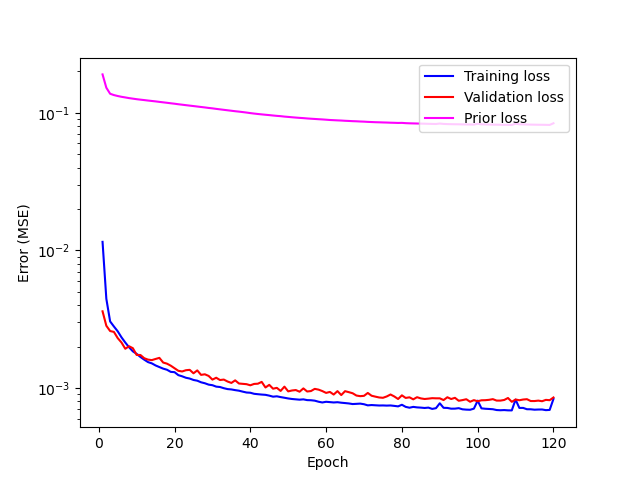 Training loss
Validation loss
Prior loss
10⁻¹
10⁻²
10⁻³
Error (MSE)
0 20 40 60 80 100 120
Epoch